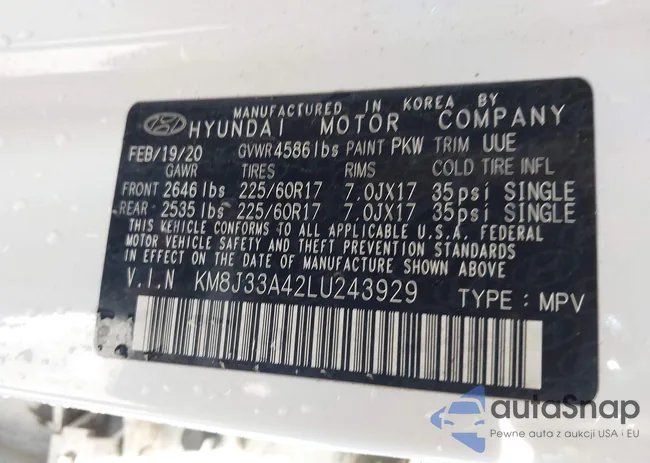 MANUFACTURED IN KOREA BY
HYUNDAI MOTOR COMPANY
FEB/19/20 GVWR 4586 lbs PAINT PKW TRIM UUE
GAWR TIRES RIMS COLD TIRE INFL
FRONT 2646 lbs 225/60R17 7.0JX17 35psi SINGLE
REAR 2535 lbs 225/60R17 7.0JX17 35psi SINGLE
THIS VEHICLE CONFORMS TO ALL APPLICABLE U.S.A. FEDERAL
MOTOR VEHICLE SAFETY AND THEFT PREVENTION STANDARDS
IN EFFECT ON THE DATE OF MANUFACTURE SHOWN ABOVE.
V.I.N KM8J33A42LU243929 TYPE : MPV
autaSnap
Pewne auta z aukcji USA i EU